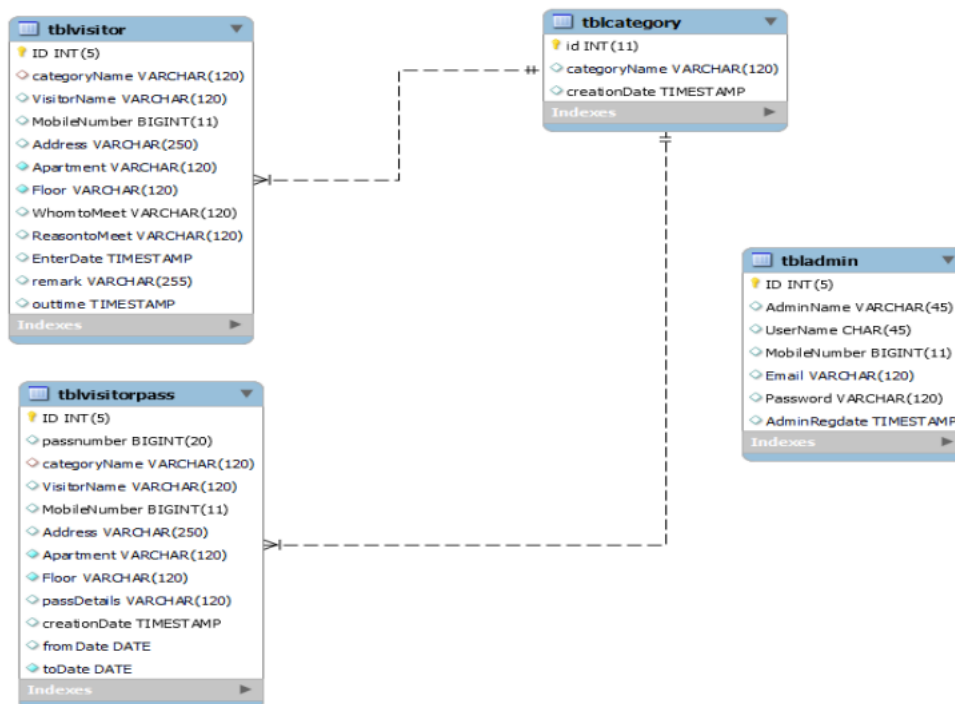 tblvisitor
ID INT(5)
categoryName VARCHAR(120)
VisitorName VARCHAR(120)
MobileNumber BIGINT(11)
Address VARCHAR(250)
Apartment VARCHAR(120)
Floor VARCHAR(120)
WhomtoMeet VARCHAR(120)
ReasontoMeet VARCHAR(120)
EnterDate TIMESTAMP
remark VARCHAR(255)
outtime TIMESTAMP
Indexes
tblcategory
id INT(11)
categoryName VARCHAR(120)
creationDate TIMESTAMP
Indexes
tbladmin
ID INT(5)
AdminName VARCHAR(45)
UserName CHAR(45)
MobileNumber BIGINT(11)
Email VARCHAR(120)
Password VARCHAR(120)
AdminRegdate TIMESTAMP
Indexes
tblvisitorpass
ID INT(5)
passnumber BIGINT(20)
categoryName VARCHAR(120)
VisitorName VARCHAR(120)
MobileNumber BIGINT(11)
Address VARCHAR(250)
Apartment VARCHAR(120)
Floor VARCHAR(120)
passDetails VARCHAR(120)
creationDate TIMESTAMP
fromDate DATE
toDate DATE
Indexes